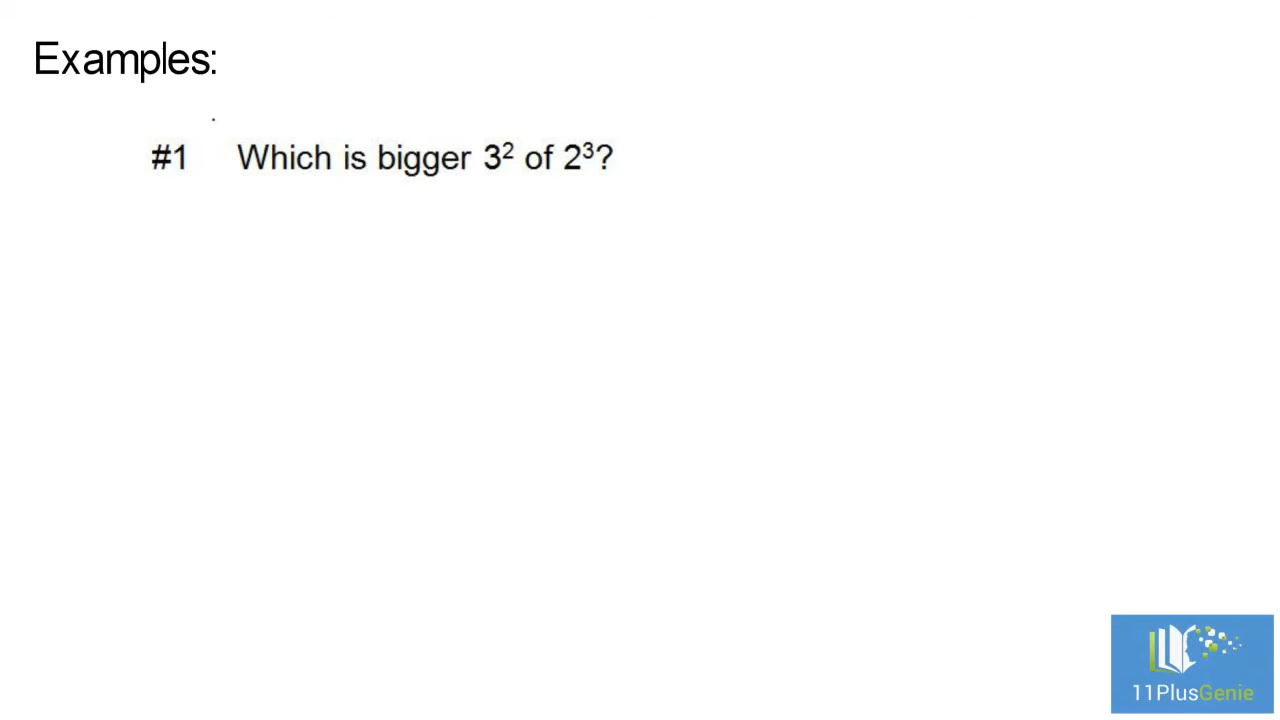 Examples:
#1 Which is bigger 3² of 2³?
11PlusGenie